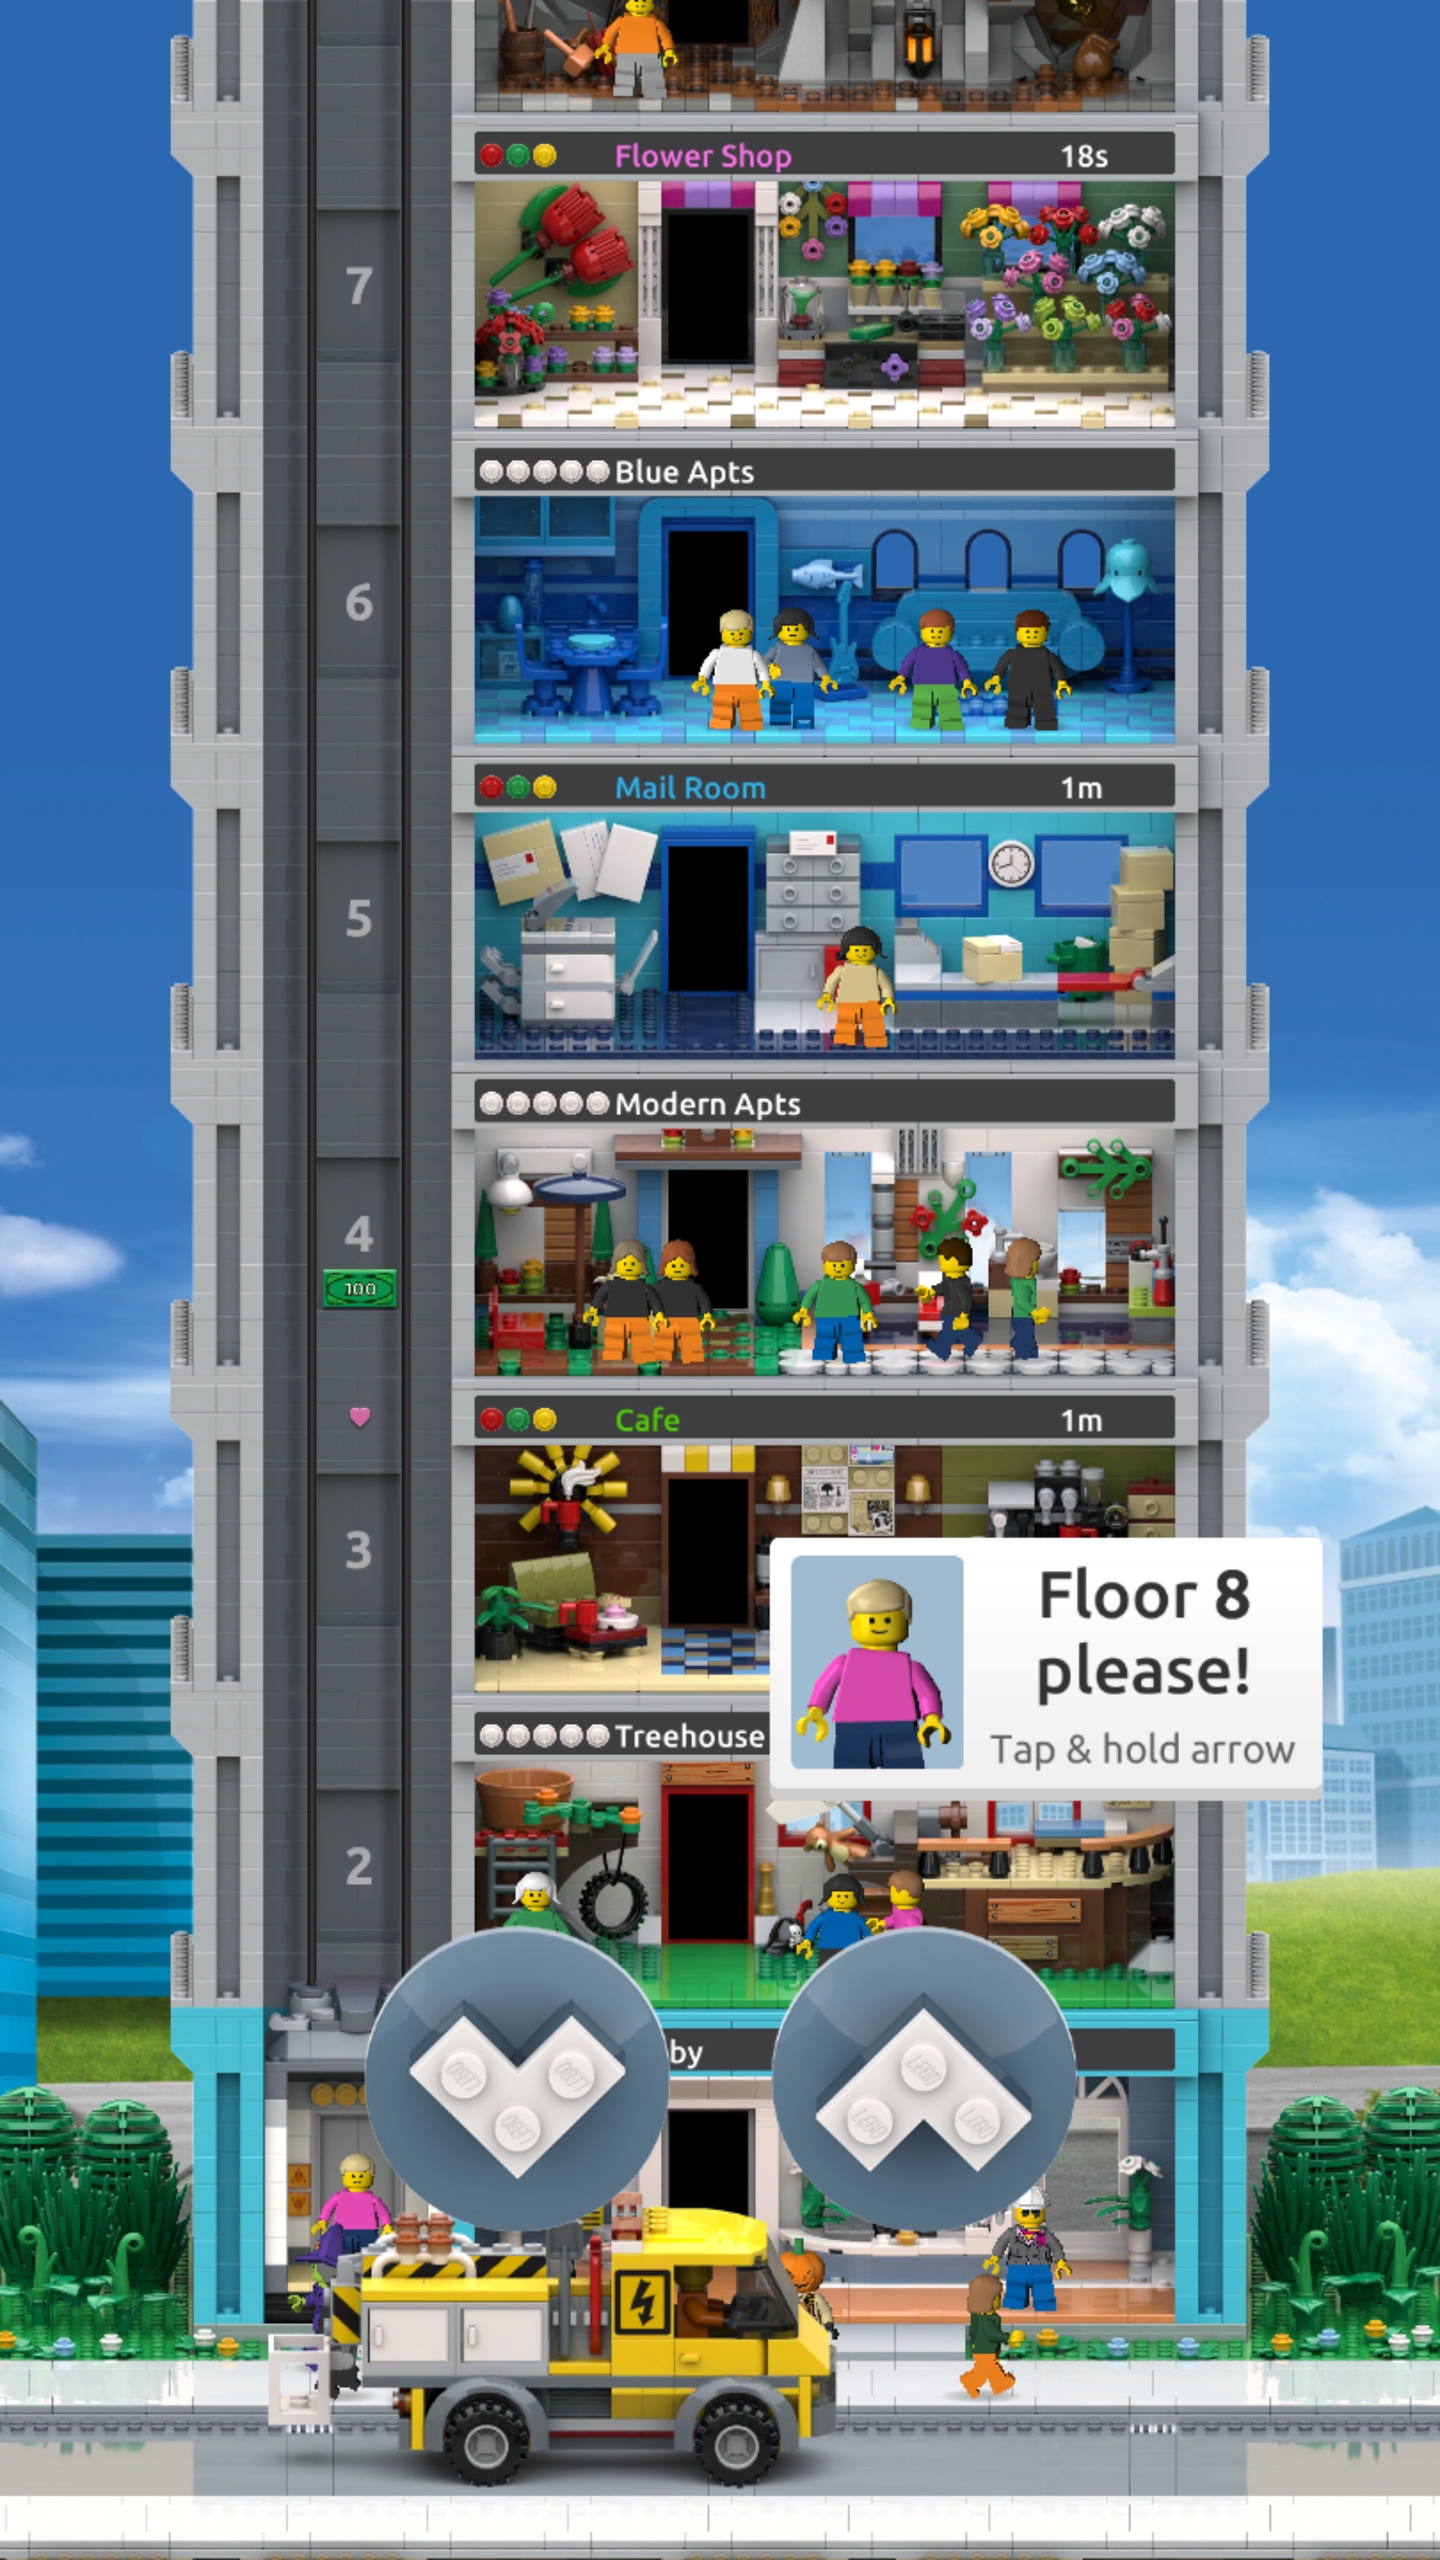 Flower Shop 18s
7
Blue Apts
6
Mail Room 1m
5
Modern Apts
4
100
Cafe 1m
3
Floor 8
please!
Tap & hold arrow
Treehouse
2
by